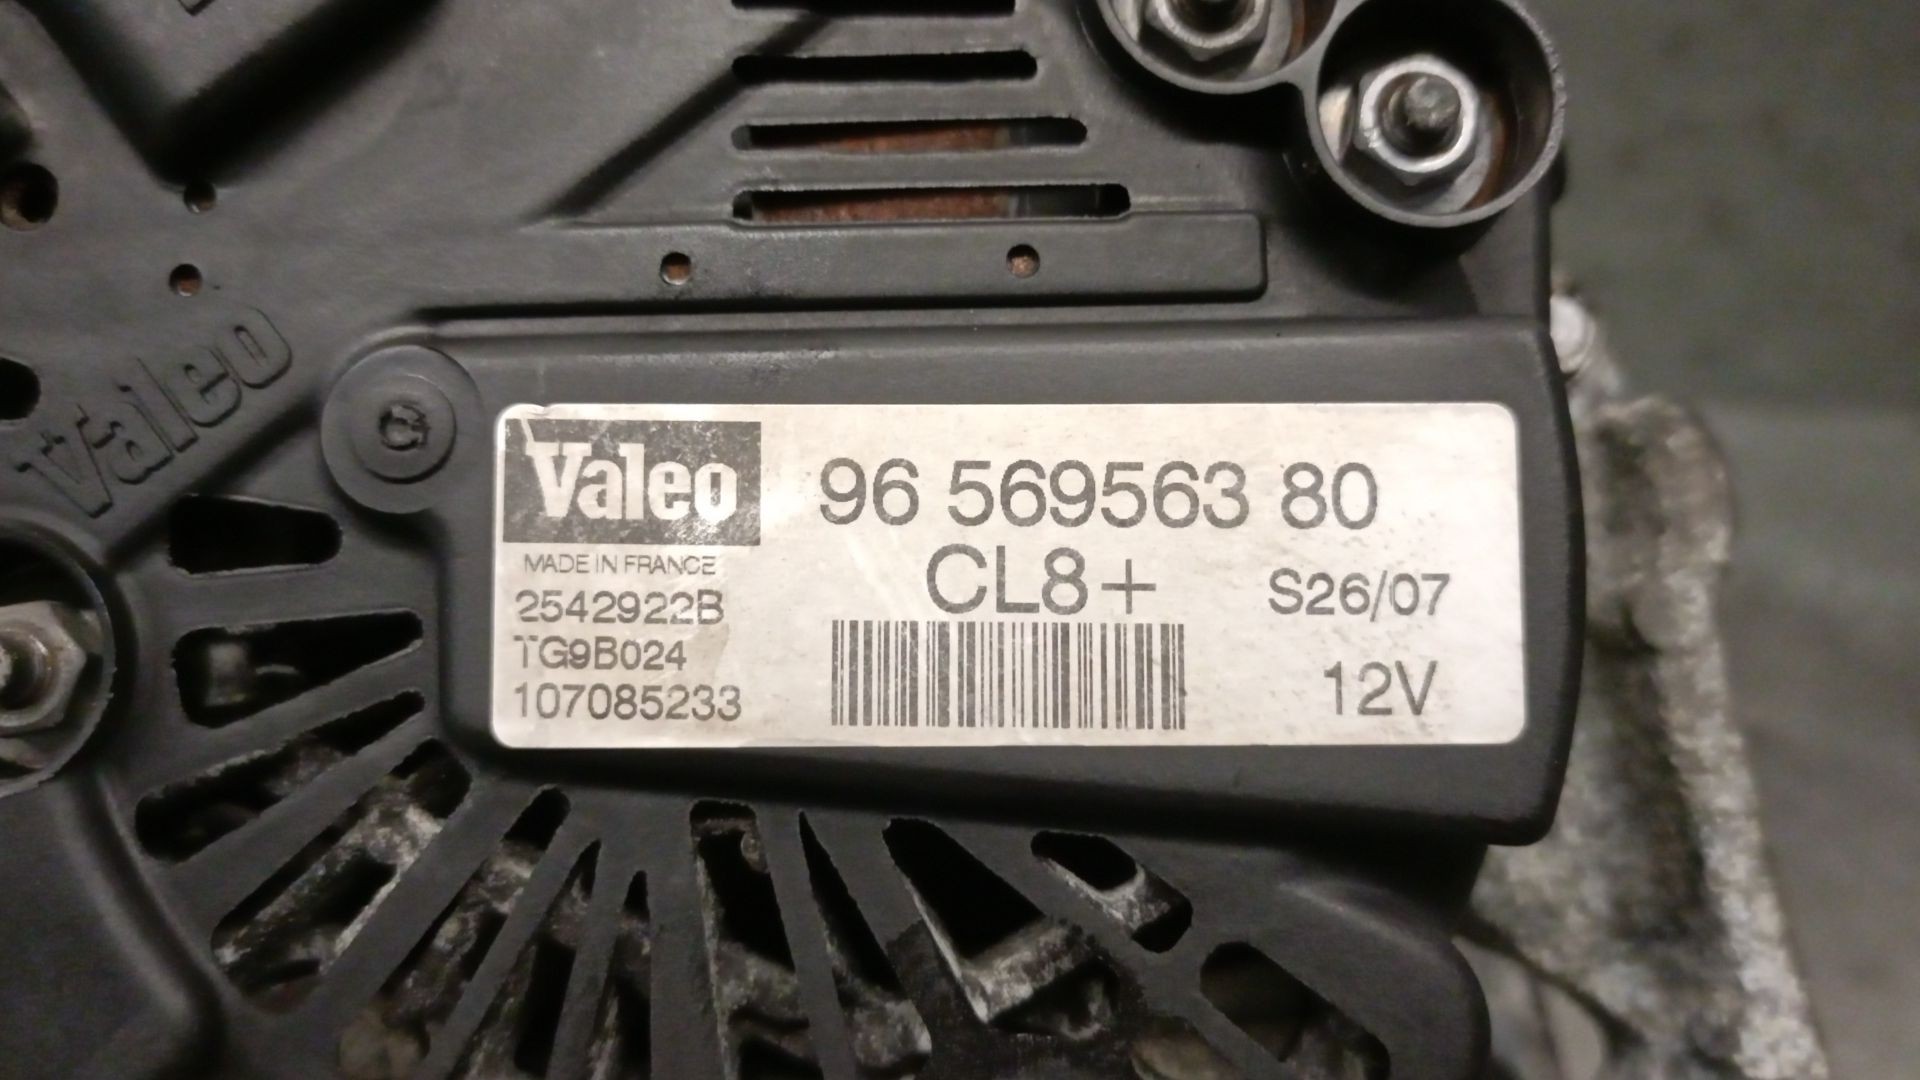 Valeo
Valeo
MADE IN FRANCE
2542922B
TG9B024
107085233
96 569563 80
CL8+
S26/07
12V